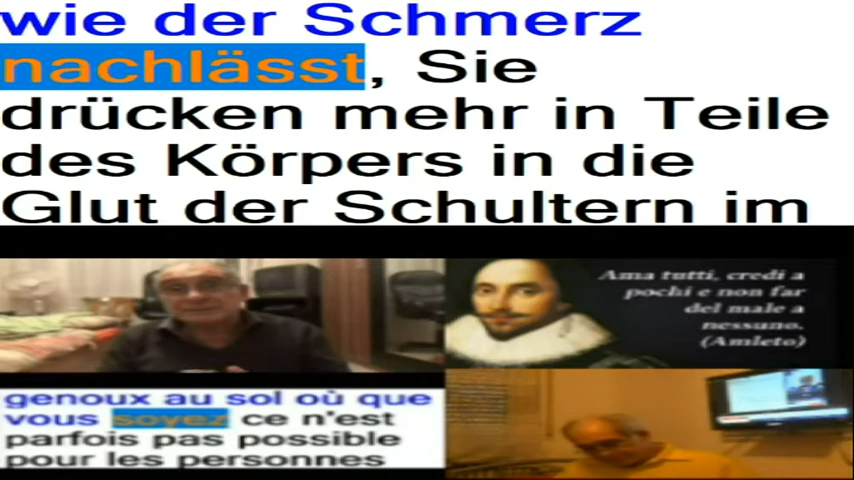 wie der Schmerz
nachlässt, Sie
drücken mehr in Teile
des Körpers in die
Glut der Schultern im
Ama tutti, credi a
pochi e non far
del male a
nessuno.
(Amleto)
genoux au sol où que
vous soyez ce n'est
parfois pas possible
pour les personnes